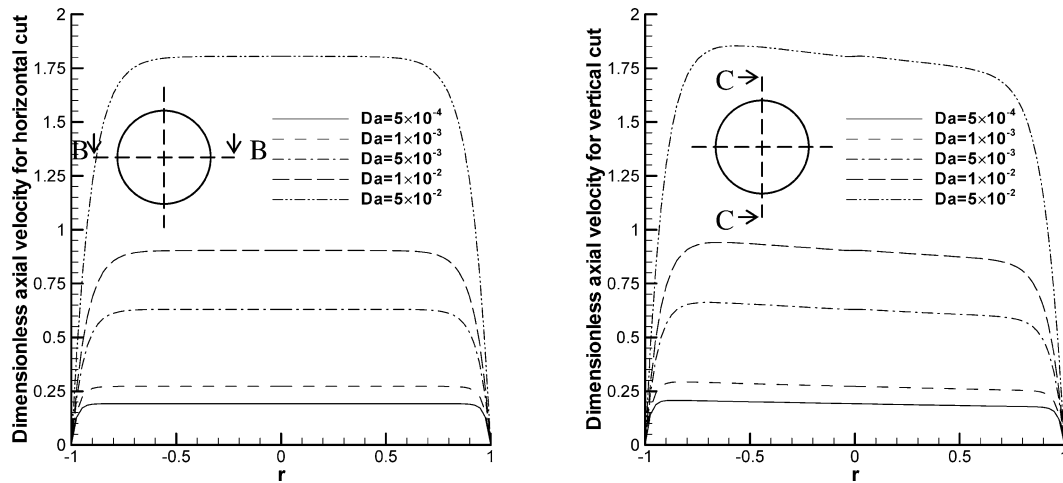 Dimensionless axial velocity for horizontal cut
2
1.75
1.5
1.25
1
0.75
0.5
0.25
0
-1
-0.5
0
0.5
1
r
B
B
Da=5×10⁻⁴
Da=1×10⁻³
Da=5×10⁻³
Da=1×10⁻²
Da=5×10⁻²
Dimensionless axial velocity for vertical cut
2
1.75
1.5
1.25
1
0.75
0.5
0.25
0
-1
-0.5
0
0.5
1
r
C
C
Da=5×10⁻⁴
Da=1×10⁻³
Da=5×10⁻³
Da=1×10⁻²
Da=5×10⁻²